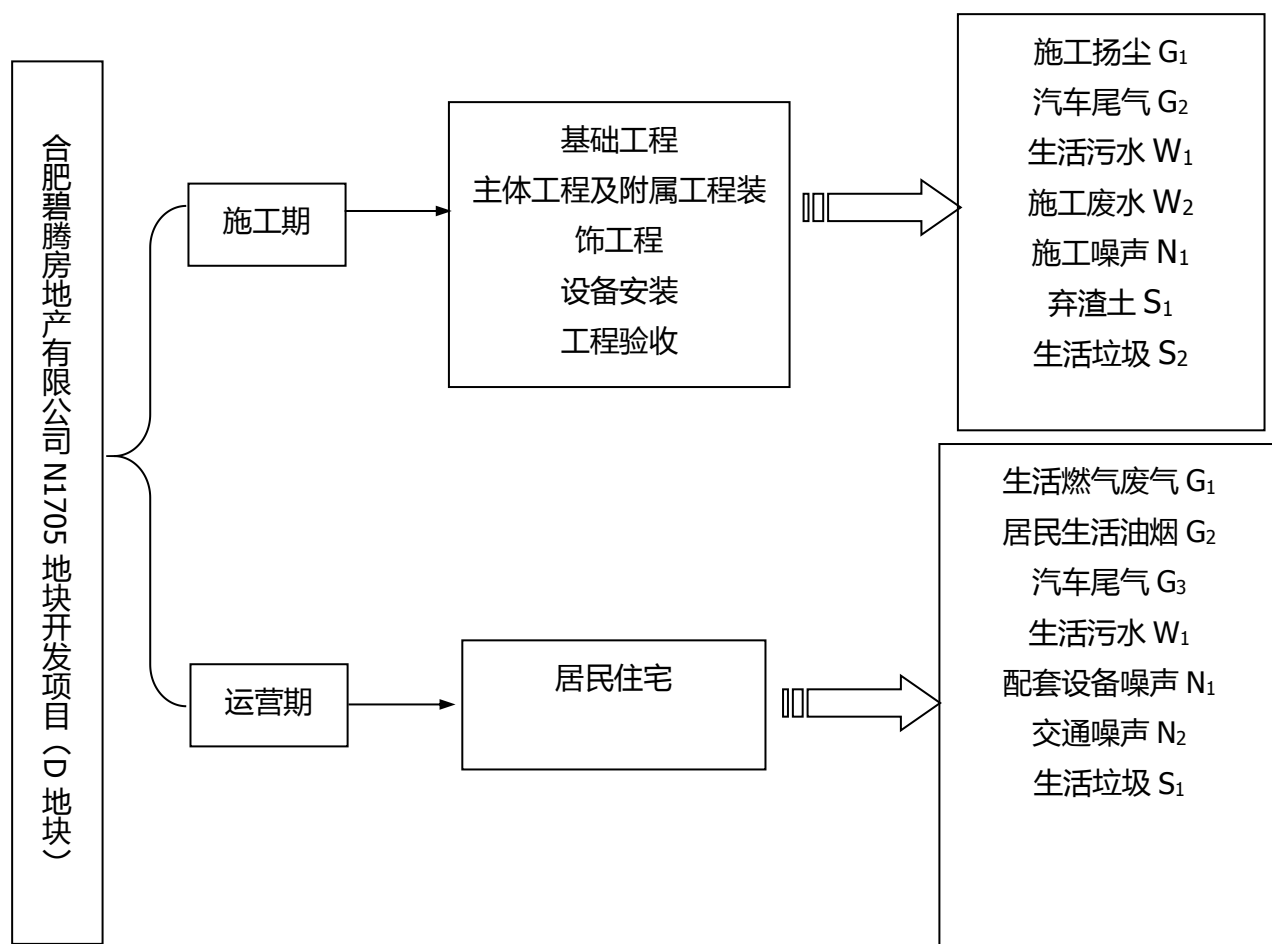 合肥碧腾房地产有限公司 N1705 地块开发项目（D 地块）
施工期
基础工程
主体工程及附属工程装
饰工程
设备安装
工程验收
施工扬尘 G1
汽车尾气 G2
生活污水 W1
施工废水 W2
施工噪声 N1
弃渣土 S1
生活垃圾 S2
运营期
居民住宅
生活燃气废气 G1
居民生活油烟 G2
汽车尾气 G3
生活污水 W1
配套设备噪声 N1
交通噪声 N2
生活垃圾 S1